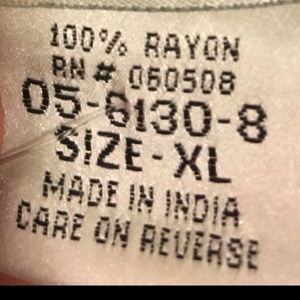 100% RAYON
RN # 060508
05-6130-8
SIZE-XL
MADE IN INDIA
CARE ON REVERSE